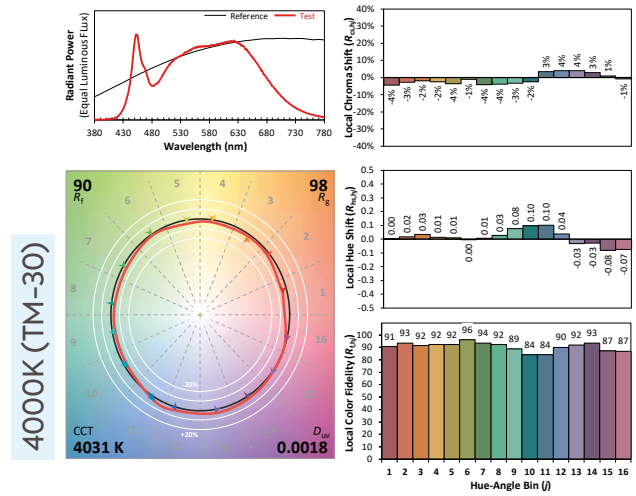 4000K (TM-30)
Radiant Power
(Equal Luminous Flux)
Reference
Test
380 430 480 530 580 630 680 730 780
Wavelength (nm)
90
Rf
98
Rg
1
2
3
4
5
6
7
8
9
10
11
12
13
14
15
16
-20%
+20%
CCT
4031 K
Duv
0.0018
Local Chroma Shift (Rcs,hj)
40%
30%
20%
10%
0%
-10%
-20%
-30%
-40%
-4% -3% -2% -2% -4% -1% -4% -4% -3% -2% 3% 4% 4% 3% 1% -1%
Local Hue Shift (Rhs,hj)
0.5
0.4
0.3
0.2
0.1
0.0
-0.1
-0.2
-0.3
-0.4
-0.5
0.00 0.02 0.03 0.01 0.01 0.00 0.01 0.03 0.08 0.10 0.10 0.04 -0.03 -0.03 -0.08 -0.07
Local Color Fidelity (Rf,hj)
100
90
80
70
60
50
40
30
20
10
0
91 93 92 92 92 96 94 92 89 84 84 90 92 93 87 87
1 2 3 4 5 6 7 8 9 10 11 12 13 14 15 16
Hue-Angle Bin (j)